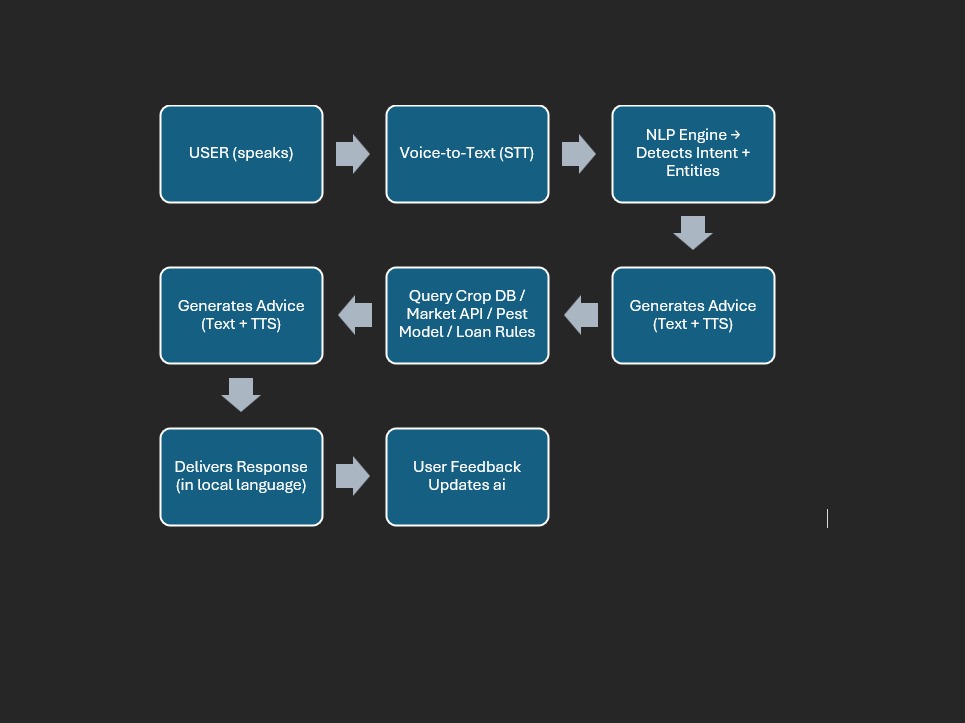 USER (speaks)
Voice-to-Text (STT)
NLP Engine →
Detects Intent +
Entities
Generates Advice
(Text + TTS)
Query Crop DB /
Market API / Pest
Model / Loan Rules
Generates Advice
(Text + TTS)
Delivers Response
(in local language)
User Feedback
Updates ai